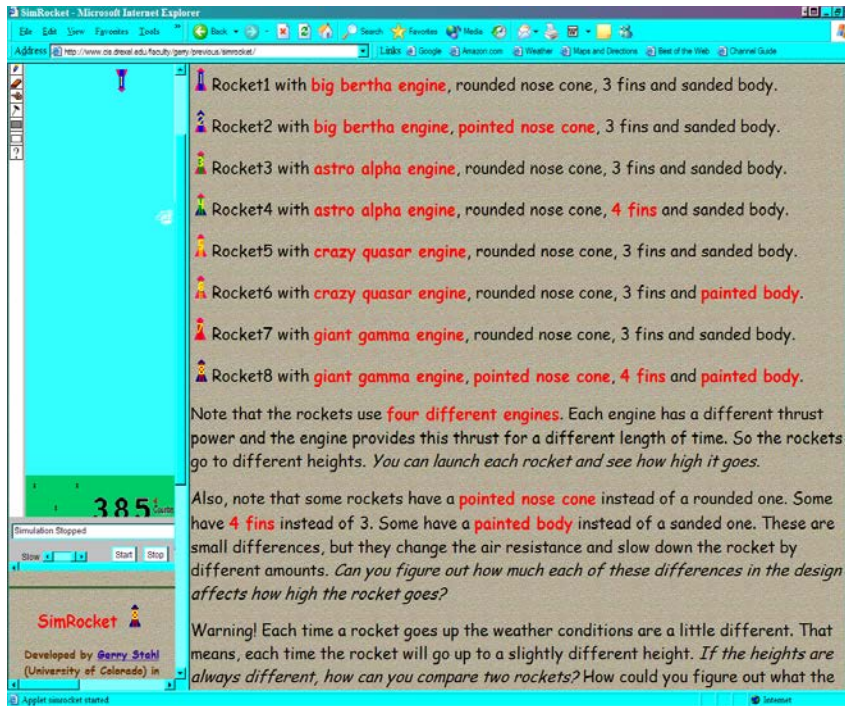 SimRocket - Microsoft Internet Explorer
File Edit View Favorites Tools
Back Search Favorites Media
Address http://www.cis.drexel.edu/faculty/gerry/previous/simrocket/ Links Google Amazon.com Weather Maps and Directions Best of the Web Channel Guide
Rocket1 with big bertha engine, rounded nose cone, 3 fins and sanded body.
Rocket2 with big bertha engine, pointed nose cone, 3 fins and sanded body.
Rocket3 with astro alpha engine, rounded nose cone, 3 fins and sanded body.
Rocket4 with astro alpha engine, rounded nose cone, 4 fins and sanded body.
Rocket5 with crazy quasar engine, rounded nose cone, 3 fins and sanded body.
Rocket6 with crazy quasar engine, rounded nose cone, 3 fins and painted body.
Rocket7 with giant gamma engine, rounded nose cone, 3 fins and sanded body.
Rocket8 with giant gamma engine, pointed nose cone, 4 fins and painted body.
Note that the rockets use four different engines. Each engine has a different thrust
power and the engine provides this thrust for a different length of time. So the rockets
go to different heights. You can launch each rocket and see how high it goes.
Also, note that some rockets have a pointed nose cone instead of a rounded one. Some
have 4 fins instead of 3. Some have a painted body instead of a sanded one. These are
small differences, but they change the air resistance and slow down the rocket by
different amounts. Can you figure out how much each of these differences in the design
affects how high the rocket goes?
Warning! Each time a rocket goes up the weather conditions are a little different. That
means, each time the rocket will go up to a slightly different height. If the heights are
always different, how can you compare two rockets? How could you figure out what the
385
Simulation Stopped
Slow Start Stop
SimRocket
Developed by Gerry Stahl
(University of Colorado) in
Applet simrocket started Internet